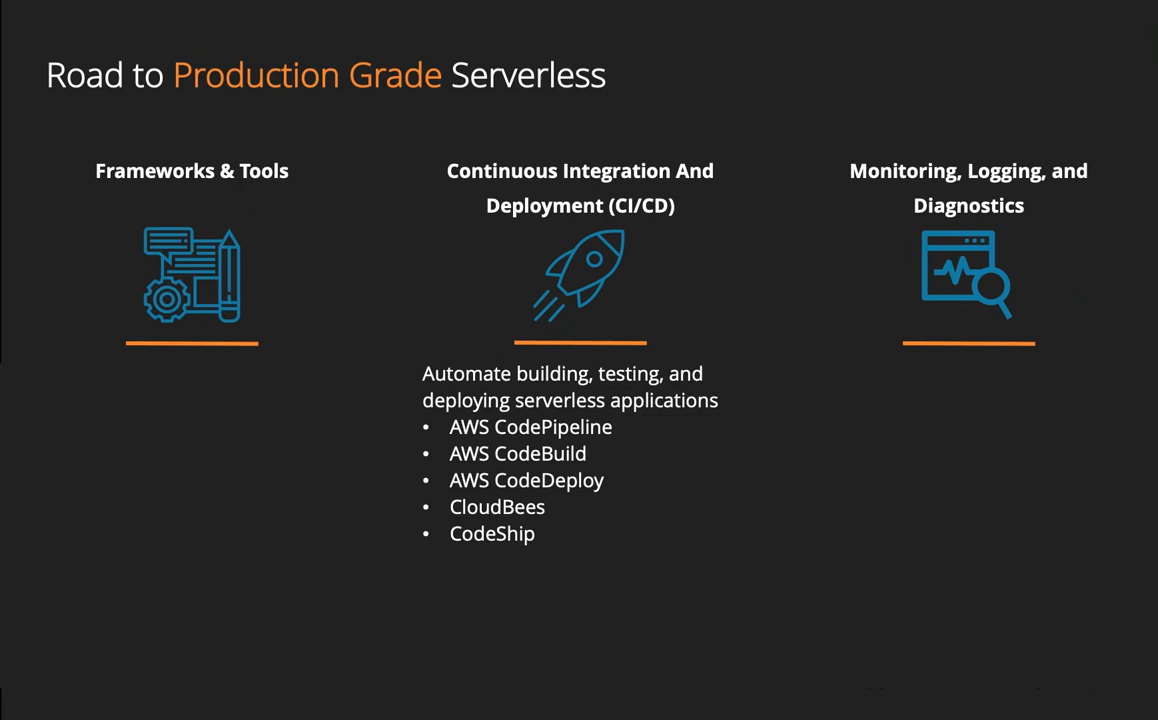 Road to Production Grade Serverless
Frameworks & Tools
Continuous Integration And
Deployment (CI/CD)
Automate building, testing, and
deploying serverless applications
• AWS CodePipeline
• AWS CodeBuild
• AWS CodeDeploy
• CloudBees
• CodeShip
Monitoring, Logging, and
Diagnostics